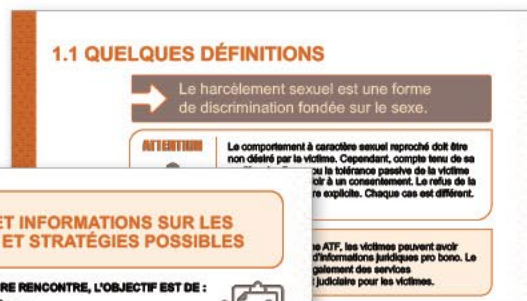 1.1 QUELQUES DÉFINITIONS
Le harcèlement sexuel est une forme
de discrimination fondée sur le sexe.
ATTENTION
Le comportement à caractère sexuel reproché doit être
non désiré par la victime. Cependant, compte tenu de sa
ou la tolérance passive de la victime
oir à un consentement. Le refus de la
re explicite. Chaque cas est différent.
ET INFORMATIONS SUR LES
ET STRATÉGIES POSSIBLES
e ATF, les victimes peuvent avoir
d'informations juridiques pro bono. Le
galement des services
t judiciaire pour les victimes.
RE RENCONTRE, L'OBJECTIF EST DE :